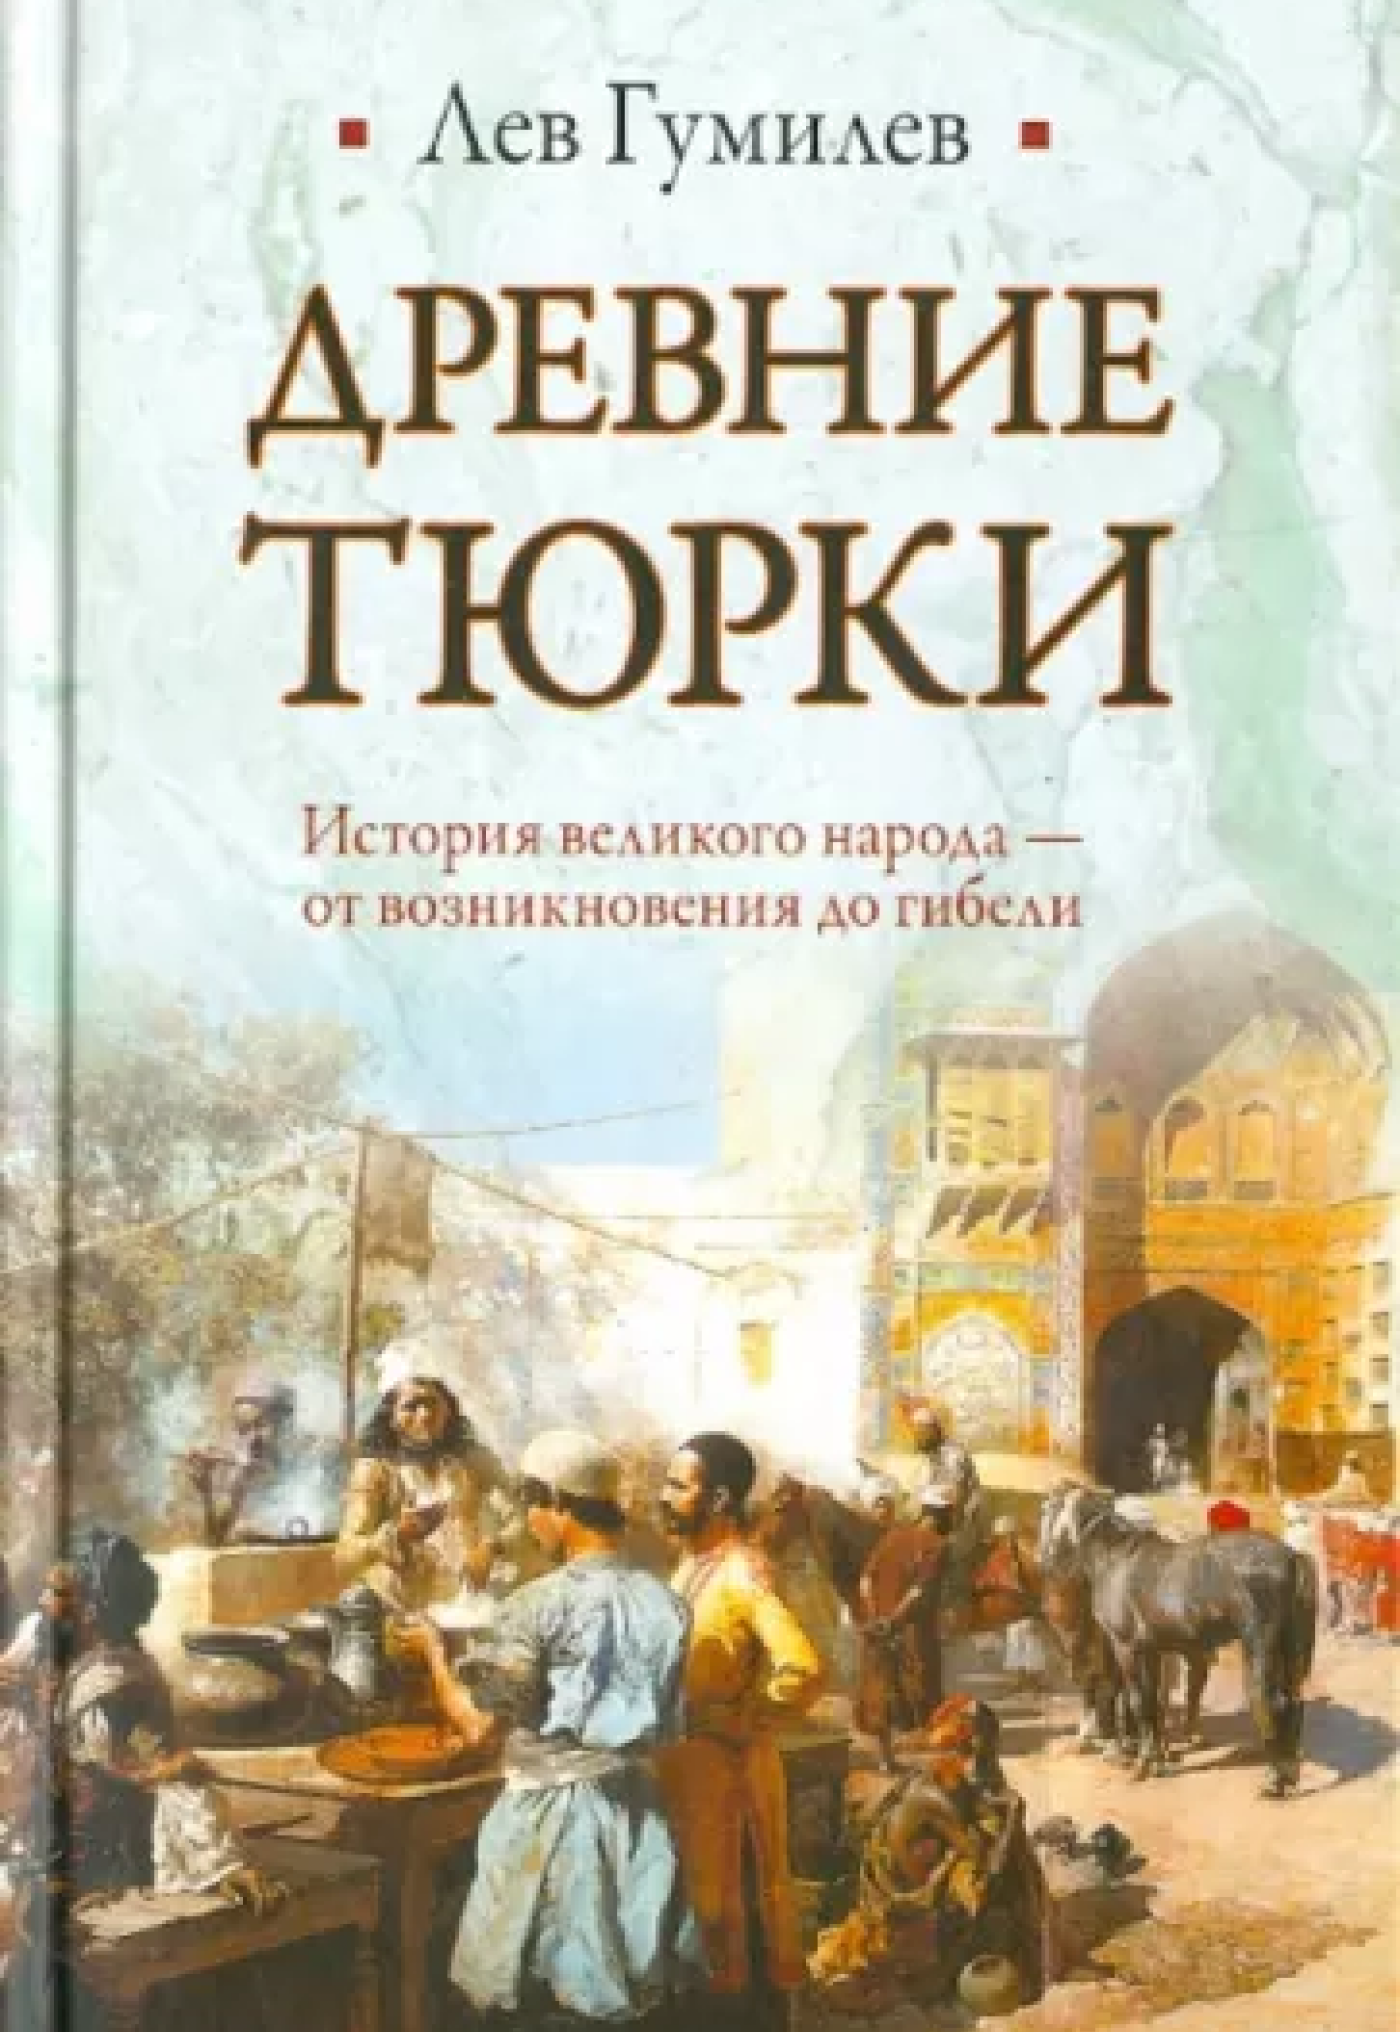 Лев Гумилев
ДРЕВНИЕ
ТЮРКИ
История великого народа —
от возникновения до гибели